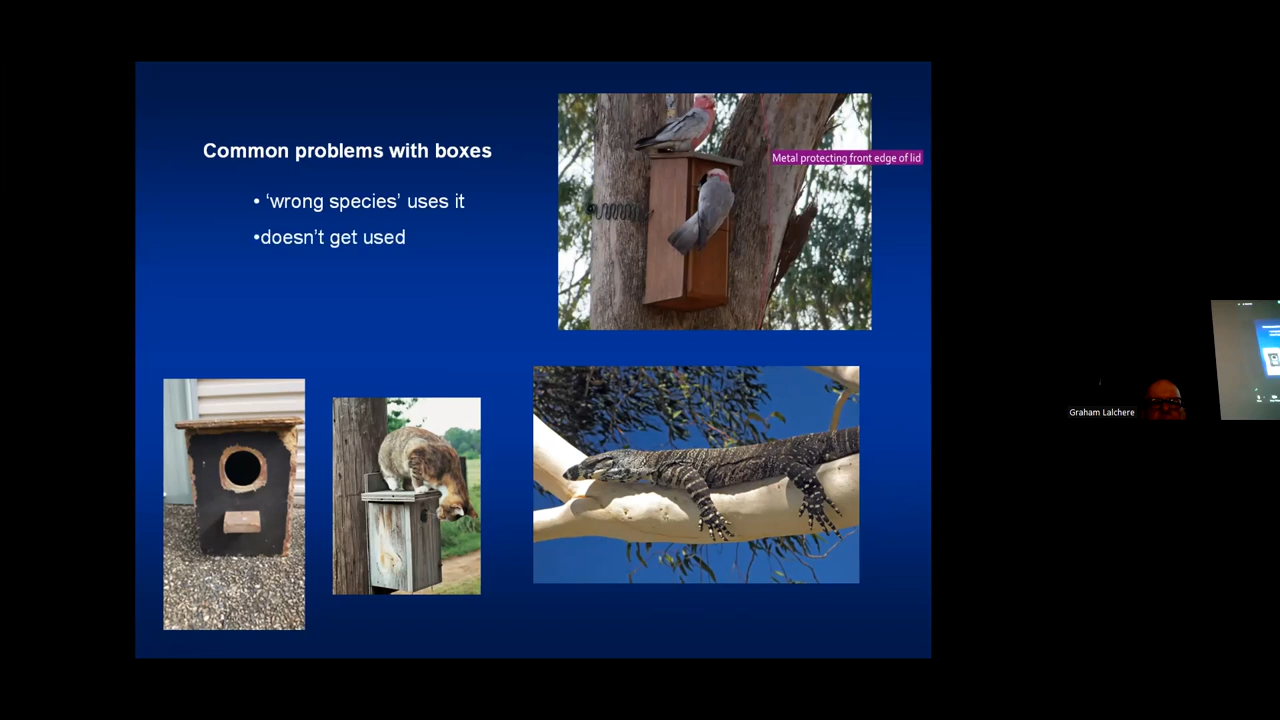 Common problems with boxes
• ‘wrong species’ uses it
•doesn’t get used
Metal protecting front edge of lid
Graham Lalchere